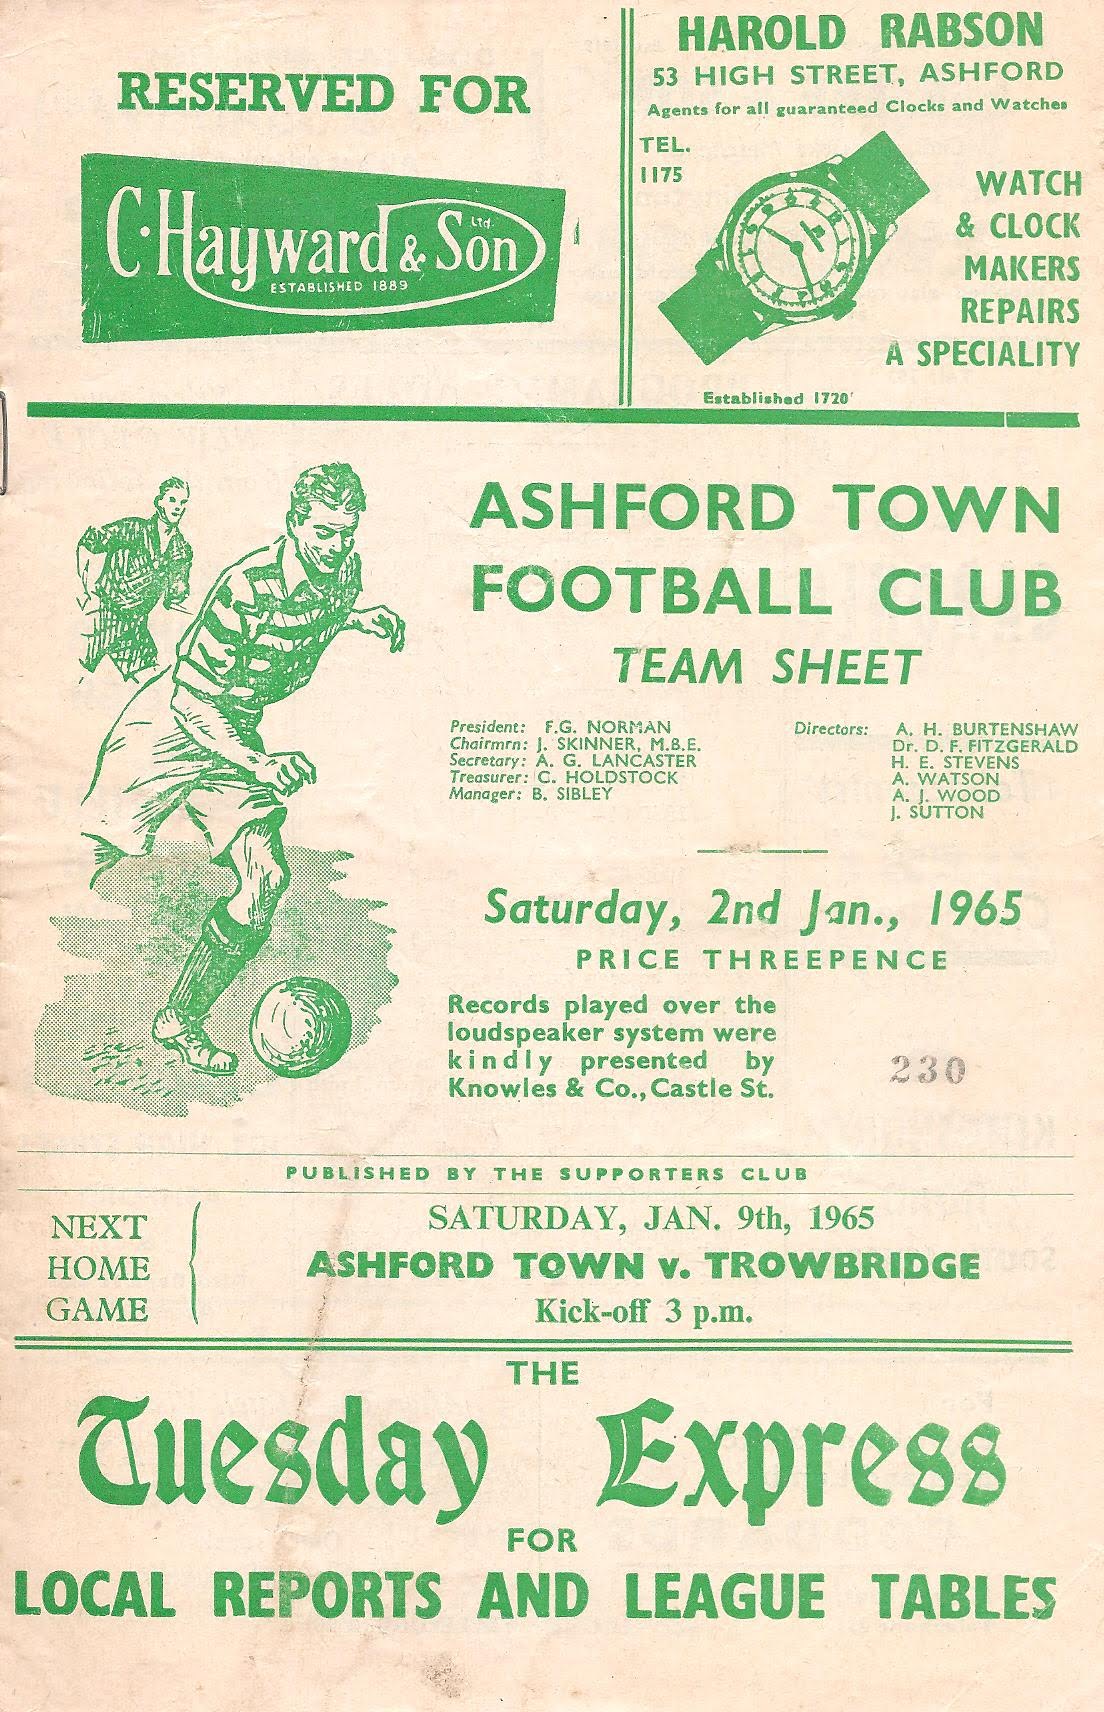 RESERVED FOR
C. Hayward & Son Ltd.
ESTABLISHED 1889
HAROLD RABSON
53 HIGH STREET, ASHFORD
Agents for all guaranteed Clocks and Watches
TEL.
1175
WATCH
& CLOCK
MAKERS
REPAIRS
A SPECIALITY
Established 1720'
ASHFORD TOWN
FOOTBALL CLUB
TEAM SHEET
President: F.G. NORMAN
Chairmrn: J. SKINNER, M.B.E.
Secretary: A. G. LANCASTER
Treasurer: C. HOLDSTOCK
Manager: B. SIBLEY
Directors: A. H. BURTENSHAW
Dr. D. F. FITZGERALD
H. E. STEVENS
A. WATSON
A. J. WOOD
J. SUTTON
Saturday, 2nd Jan., 1965
PRICE THREEPENCE
Records played over the
loudspeaker system were
kindly presented by
Knowles & Co., Castle St.
230
PUBLISHED BY THE SUPPORTERS CLUB
NEXT
HOME
GAME
SATURDAY, JAN. 9th, 1965
ASHFORD TOWN v. TROWBRIDGE
Kick-off 3 p.m.
THE
Tuesday Express
FOR
LOCAL REPORTS AND LEAGUE TABLES